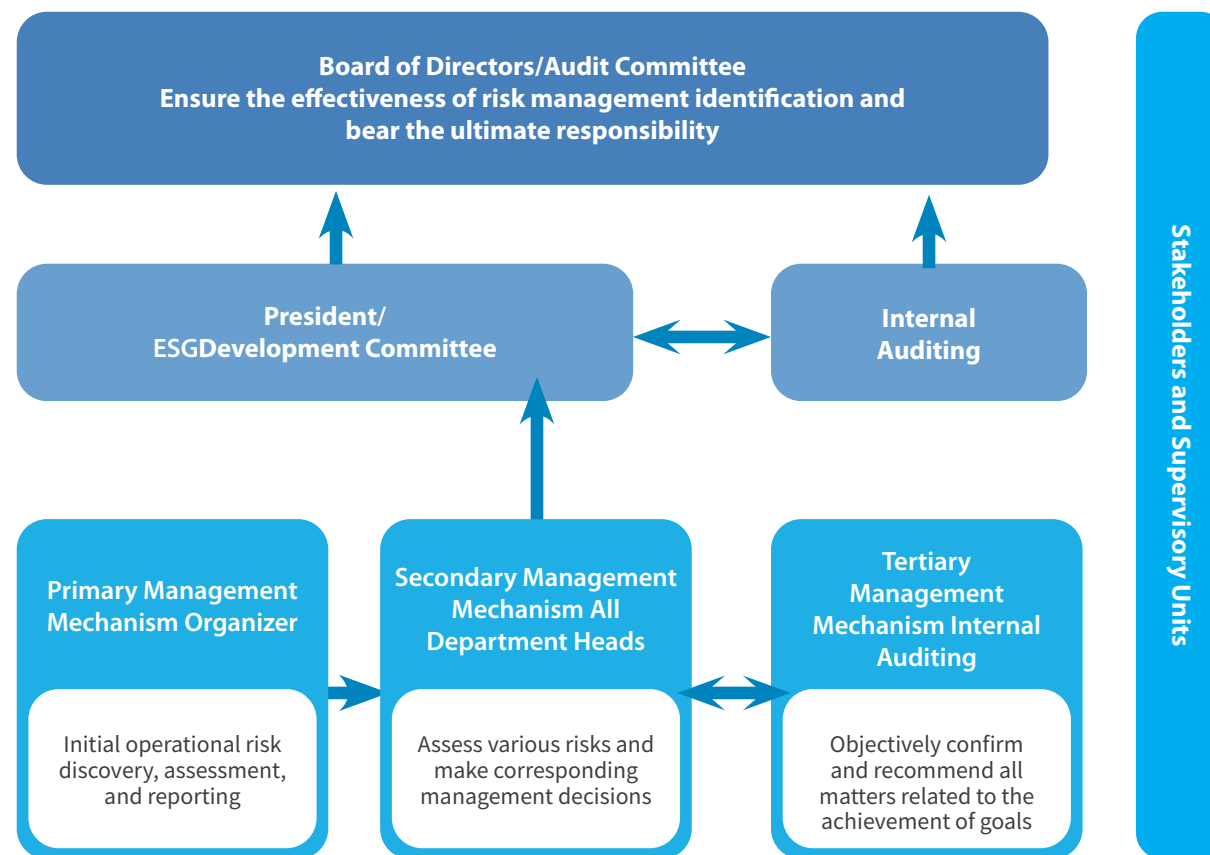 Board of Directors/Audit Committee
Ensure the effectiveness of risk management identification and
bear the ultimate responsibility
President/
ESGDevelopment Committee
Internal
Auditing
Primary Management
Mechanism Organizer
Initial operational risk
discovery, assessment,
and reporting
Secondary Management
Mechanism All
Department Heads
Assess various risks and
make corresponding
management decisions
Tertiary
Management
Mechanism Internal
Auditing
Objectively confirm
and recommend all
matters related to the
achievement of goals
Stakeholders and Supervisory Units